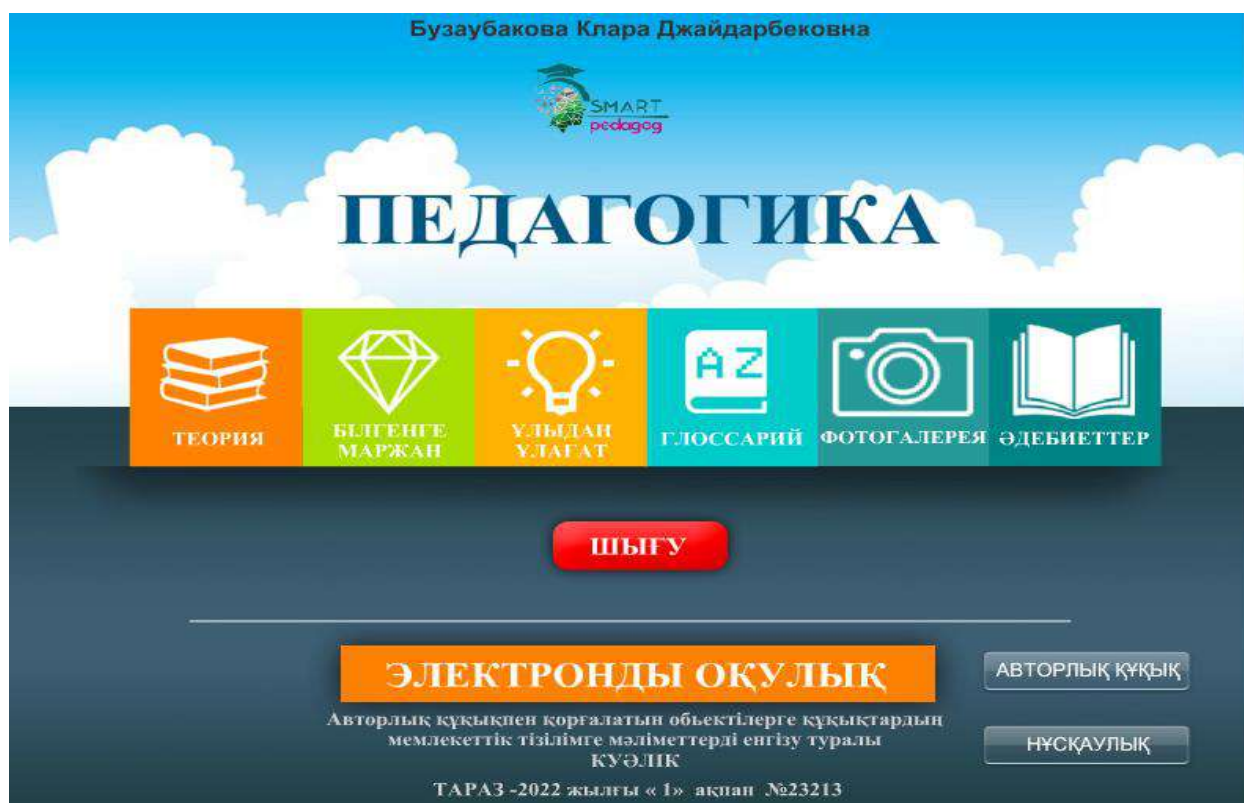 Бузаубакова Клара Джайдарбековна
SMART
pedagog
ПЕДАГОГИКА
ТЕОРИЯ
БІЛГЕНГЕ
МАРЖАН
ҰЛЫДАН
ҰЛАҒАТ
AZ
ГЛОССАРИЙ
ФОТОГАЛЕРЕЯ
ӘДЕБИЕТТЕР
ШЫҒУ
ЭЛЕКТРОНДЫ ОҚУЛЫҚ
АВТОРЛЫҚ ҚҰҚЫҚ
Авторлық құқықпен қорғалатын обьектілерге құқықтардың
мемлекеттік тізілімге мәліметтерді енгізу туралы
КУӘЛІК
НҰСҚАУЛЫҚ
ТАРАЗ -2022 жылғы « 1» ақпан №23213